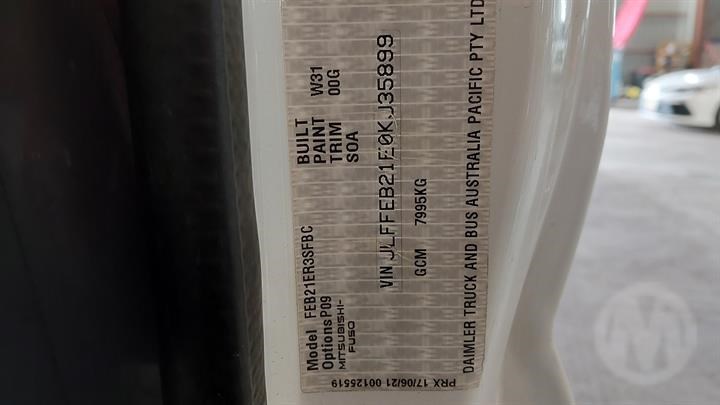 BUILT
Model FEB21ER3SFBC PAINT W31
Options P09 TRIM 00G
MITSUBISHI- SOA
FUSO
VIN JLFFEB21E0KJ35899
GCM 7995KG
PRX 17/06/21 00125519
DAIMLER TRUCK AND BUS AUSTRALIA PACIFIC PTY LTD
M